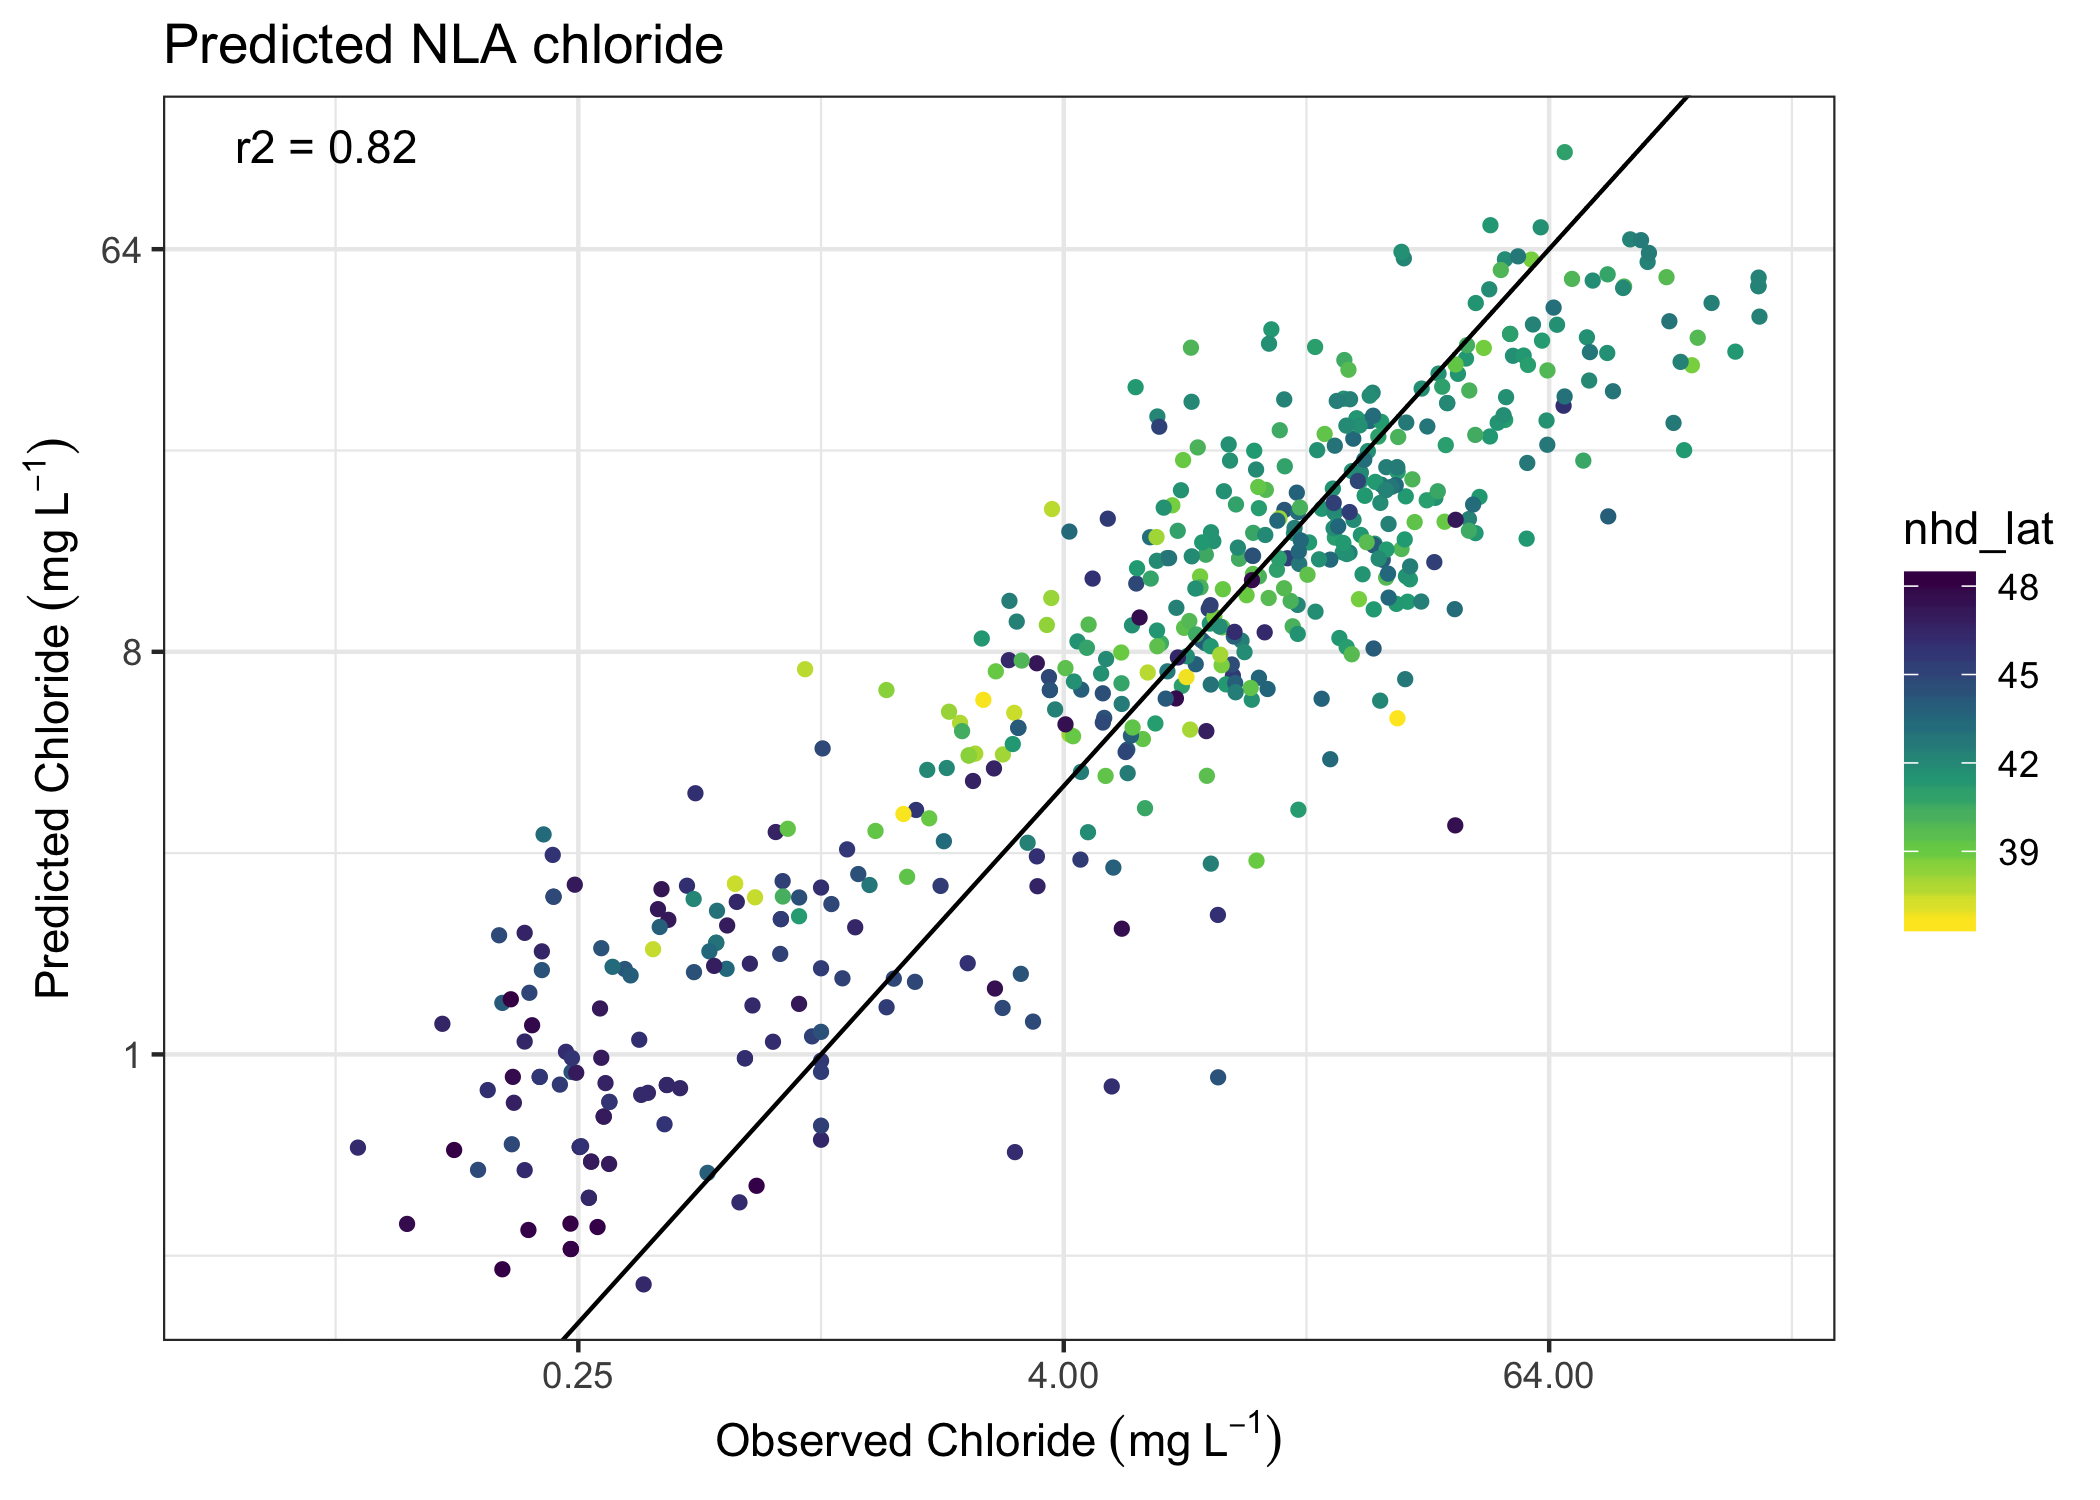 Predicted NLA chloride
r2 = 0.82
64
8
1
Predicted Chloride (mg L⁻¹)
0.25 4.00 64.00
Observed Chloride (mg L⁻¹)
nhd_lat
48
45
42
39